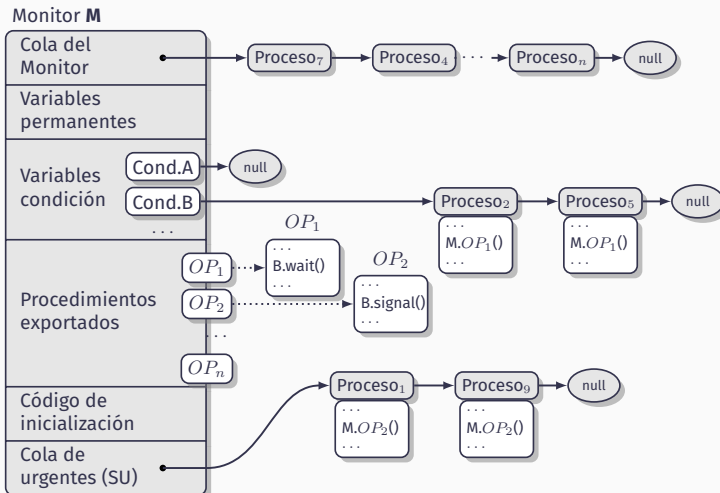 Monitor M
Cola del
Monitor
Proceso₇
Proceso₄
...
Procesoₙ
null
Variables
permanentes
Variables
condición
Cond.A
null
Cond.B
...
Proceso₂
Proceso₅
null
...
M.OP₁()
...
...
M.OP₁()
...
Procedimientos
exportados
OP₁
OP₂
...
OPₙ
OP₁
...
B.wait()
...
OP₂
...
B.signal()
...
Código de
inicialización
Proceso₁
Proceso₉
null
...
M.OP₂()
...
...
M.OP₂()
...
Cola de
urgentes (SU)